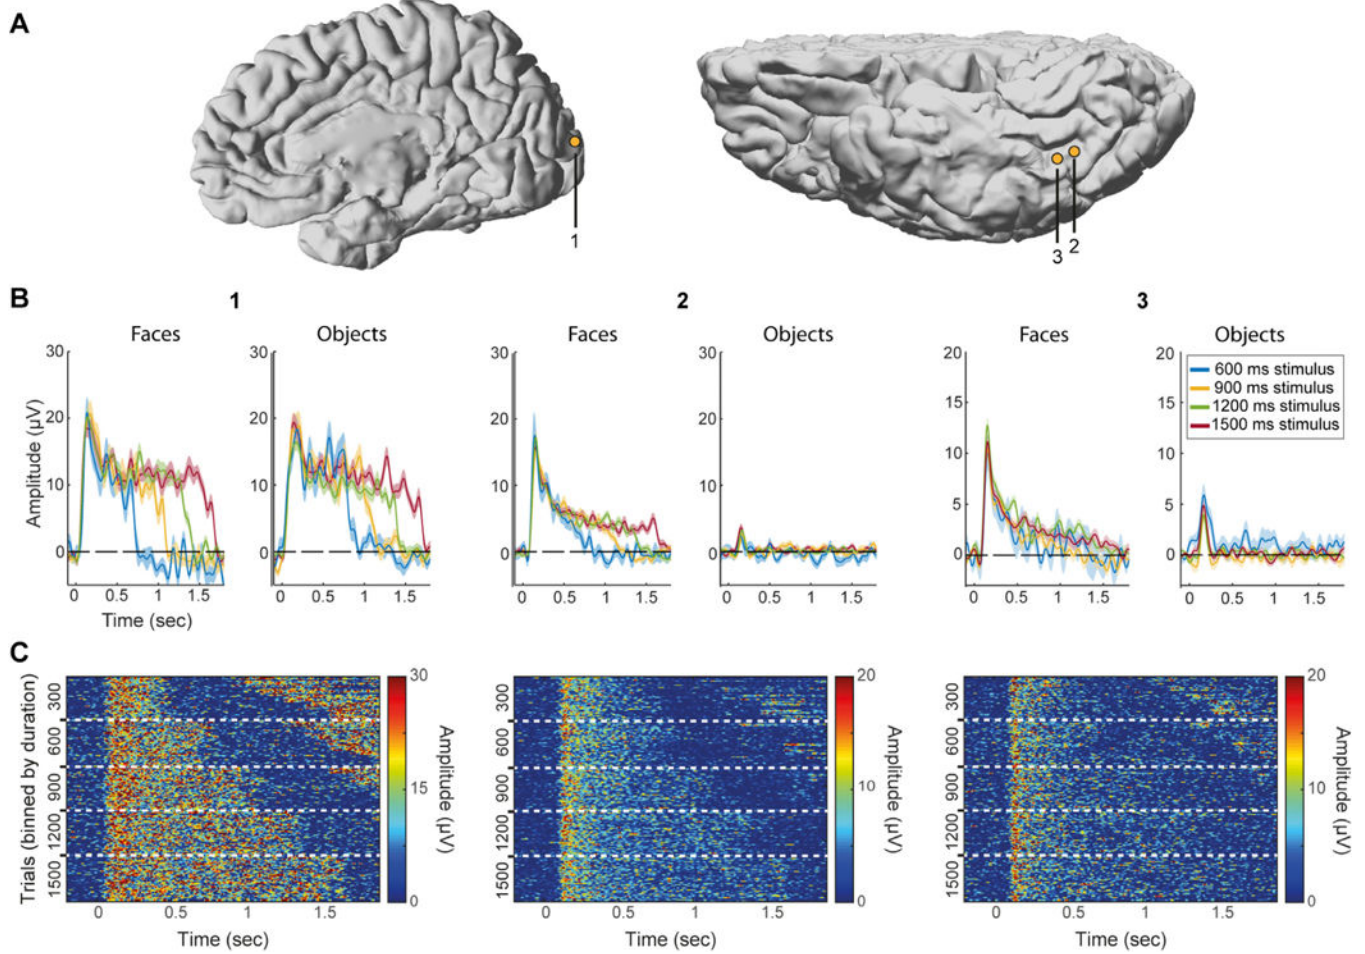 A
1
3
2
B
1
2
3
Faces
Objects
Faces
Objects
Faces
Objects
30
20
10
0
30
20
10
0
30
20
10
0
30
20
10
0
20
15
10
5
0
20
15
10
5
0
600 ms stimulus
900 ms stimulus
1200 ms stimulus
1500 ms stimulus
Amplitude (µV)
0 0.5 1 1.5
0 0.5 1 1.5
0 0.5 1 1.5
0 0.5 1 1.5
0 0.5 1 1.5
0 0.5 1 1.5
Time (sec)
C
Trials (binned by duration)
300
600
900
1200
1500
30
15
0
Amplitude (µV)
0 0.5 1 1.5
Time (sec)
300
600
900
1200
1500
20
10
0
Amplitude (µV)
0 0.5 1 1.5
Time (sec)
300
600
900
1200
1500
20
10
0
Amplitude (µV)
0 0.5 1 1.5
Time (sec)